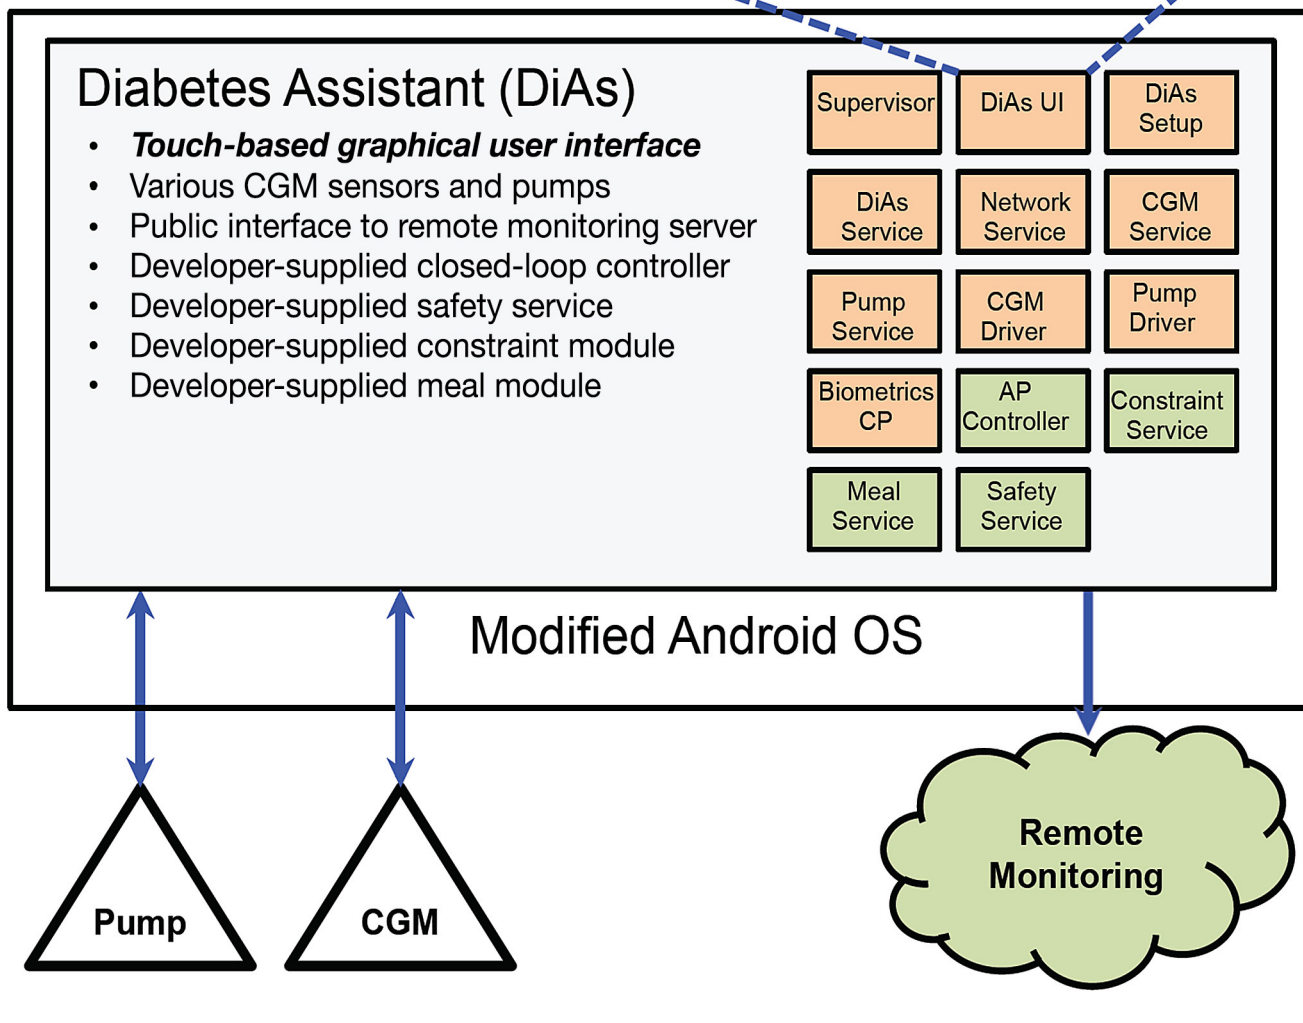 Diabetes Assistant (DiAs)
• Touch-based graphical user interface
• Various CGM sensors and pumps
• Public interface to remote monitoring server
• Developer-supplied closed-loop controller
• Developer-supplied safety service
• Developer-supplied constraint module
• Developer-supplied meal module
Supervisor
DiAs UI
DiAs
Setup
DiAs
Service
Network
Service
CGM
Service
Pump
Service
CGM
Driver
Pump
Driver
Biometrics
CP
AP
Controller
Constraint
Service
Meal
Service
Safety
Service
Modified Android OS
Pump
CGM
Remote
Monitoring